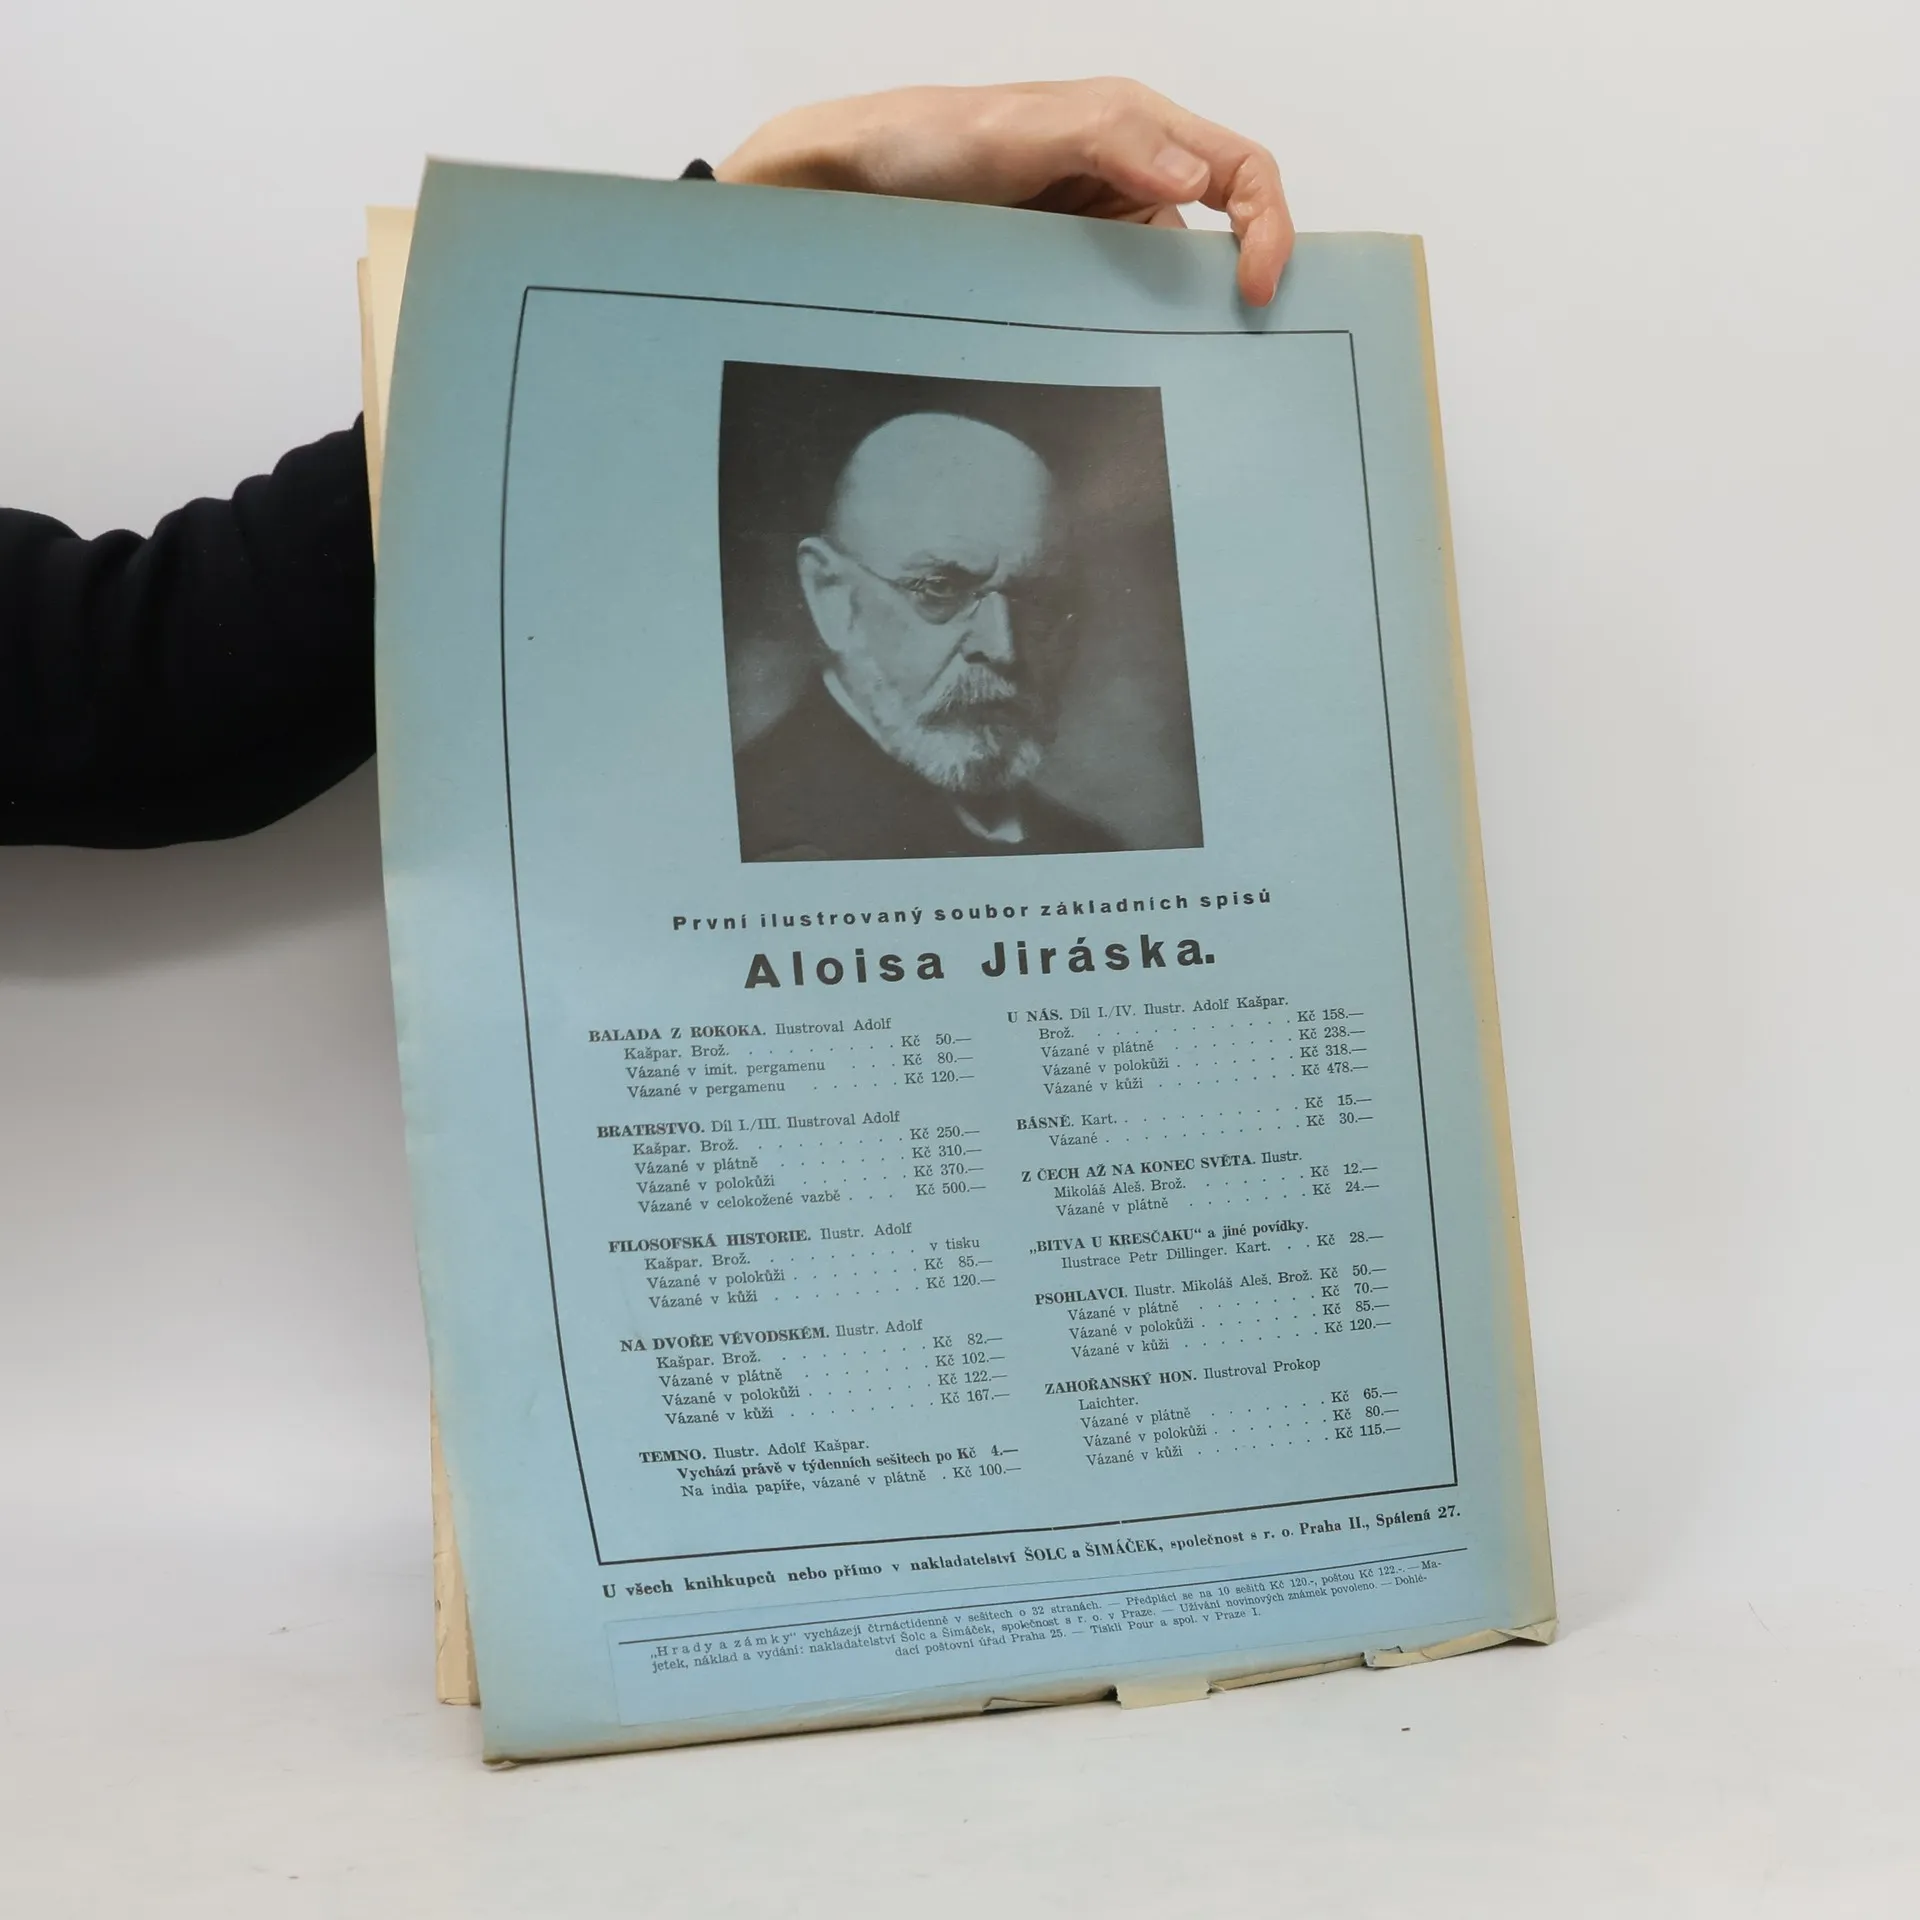 První ilustrovaný soubor základních spisů
Aloisa Jiráska.
BALADA Z ROKOKA. Ilustroval Adolf
Kašpar. Brož. . . . . . . . . Kč 50.—
Vázané v imit. pergamenu . . . Kč 80.—
Vázané v pergamenu . . . . . Kč 120.—
BRATRSTVO. Díl I./III. Ilustroval Adolf
Kašpar. Brož. . . . . . . . . Kč 250.—
Vázané v plátně . . . . . . . Kč 310.—
Vázané v polokůži . . . . . . Kč 370.—
Vázané v celokožené vazbě . . . Kč 500.—
FILOSOFSKÁ HISTORIE. Ilustr. Adolf
Kašpar. Brož. . . . . . . . . v tisku
Vázané v polokůži . . . . . . . Kč 85.—
Vázané v kůži . . . . . . . . Kč 120.—
NA DVOŘE VÉVODSKÉM. Ilustr. Adolf
Kašpar. Brož. . . . . . . . . Kč 82.—
Vázané v plátně . . . . . . . Kč 102.—
Vázané v polokůži . . . . . . . Kč 122.—
Vázané v kůži . . . . . . . . Kč 167.—
TEMNO. Ilustr. Adolf Kašpar.
Vychází právě v týdenních sešitech po Kč 4.—
Na india papíře, vázané v plátně . Kč 100.—
U NÁS. Díl I./IV. Ilustr. Adolf Kašpar.
Brož. . . . . . . . . . . . Kč 158.—
Vázané v plátně . . . . . . . Kč 238.—
Vázané v polokůži . . . . . . . Kč 318.—
Vázané v kůži . . . . . . . . Kč 478.—
BÁSNĚ. Kart. . . . . . . . . . . Kč 15.—
Vázané . . . . . . . . . . . Kč 30.—
Z ČECH AŽ NA KONEC SVĚTA. Ilustr.
Mikoláš Aleš. Brož. . . . . . . Kč 12.—
Vázané v plátně . . . . . . . Kč 24.—
„BITVA U KRESČAKU“ a jiné povídky.
Ilustrace Petr Dillinger. Kart. . . Kč 28.—
PSOHLAVCI. Ilustr. Mikoláš Aleš. Brož. Kč 50.—
Vázané v plátně . . . . . . . Kč 70.—
Vázané v polokůži . . . . . . . Kč 85.—
Vázané v kůži . . . . . . . . Kč 120.—
ZAHOŘANSKÝ HON. Ilustroval Prokop
Laichter.
Vázané v plátně . . . . . . . Kč 65.—
Vázané v polokůži . . . . . . . Kč 80.—
Vázané v kůži . . . . . . . . Kč 115.—
U všech knihkupců nebo přímo v nakladatelství ŠOLC a ŠIMÁČEK, společnost s r. o. Praha II., Spálená 27.
„Hrady a zámky“ vycházejí čtrnáctidenně v sešitech o 32 stranách. — Předplácí se na 10 sešitů Kč 120.-, poštou Kč 122.-. — Ma-
jetek, náklad a vydání: nakladatelství Šolc a Šimáček, společnost s r. o. v Praze. — Užívání novinových známek povoleno. — Dohlé-
dací poštovní úřad Praha 25. — Tiskli Pour a spol. v Praze I.